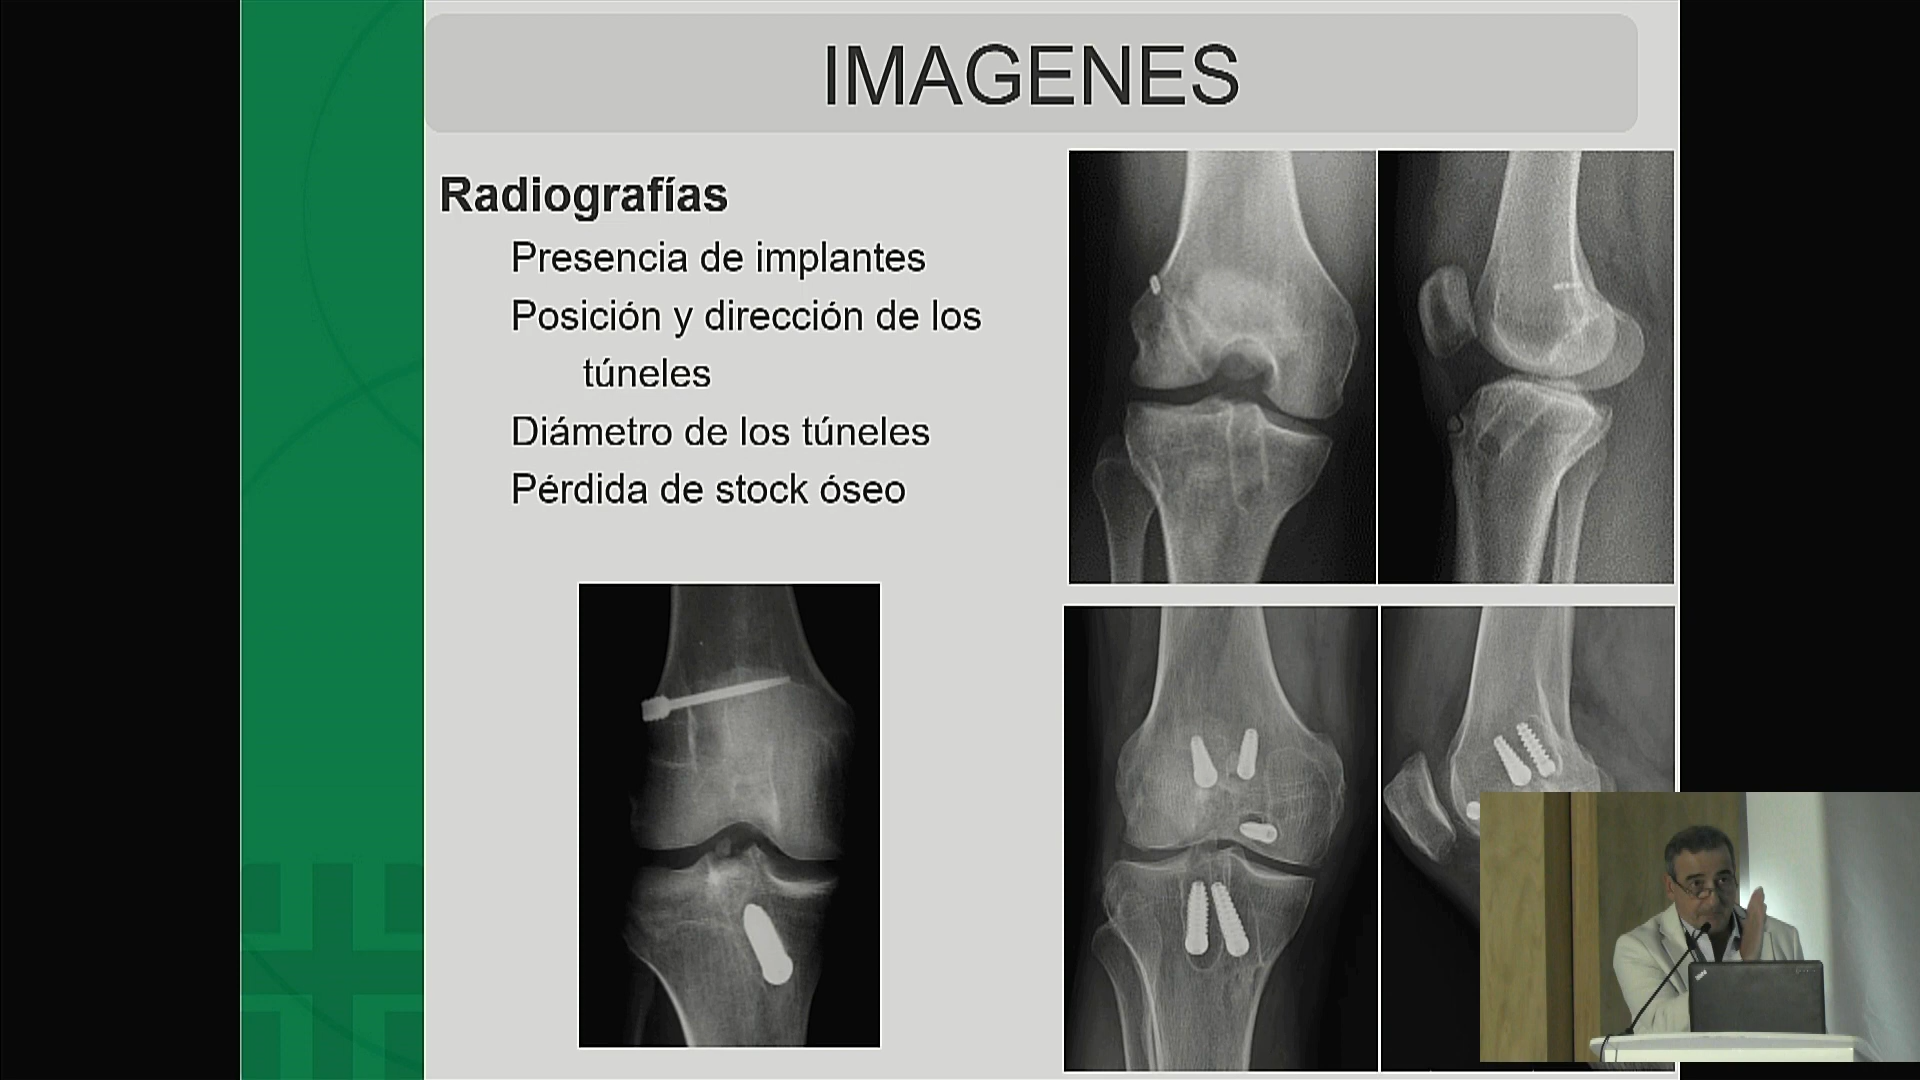 IMAGENES
Radiografías
Presencia de implantes
Posición y dirección de los
túneles
Diámetro de los túneles
Pérdida de stock óseo